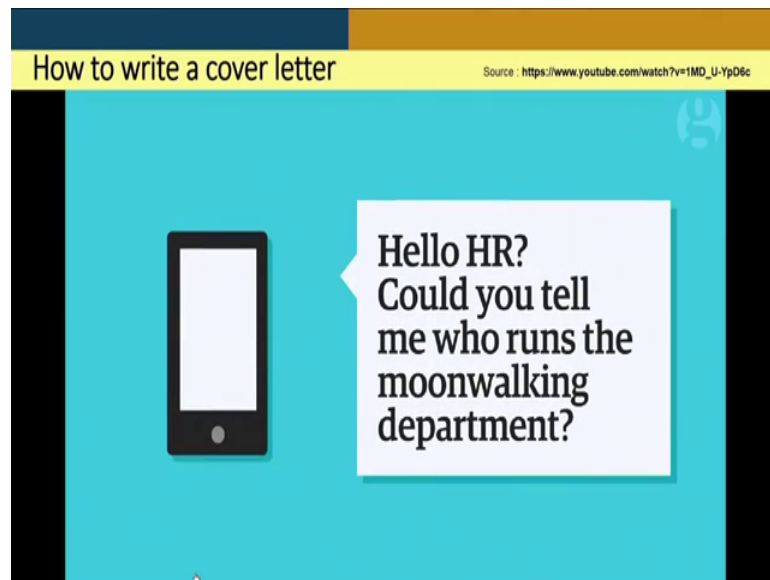 How to write a cover letter
Source : https://www.youtube.com/watch?v=1MD_U-YpD6c
g
Hello HR?
Could you tell
me who runs the
moonwalking
department?